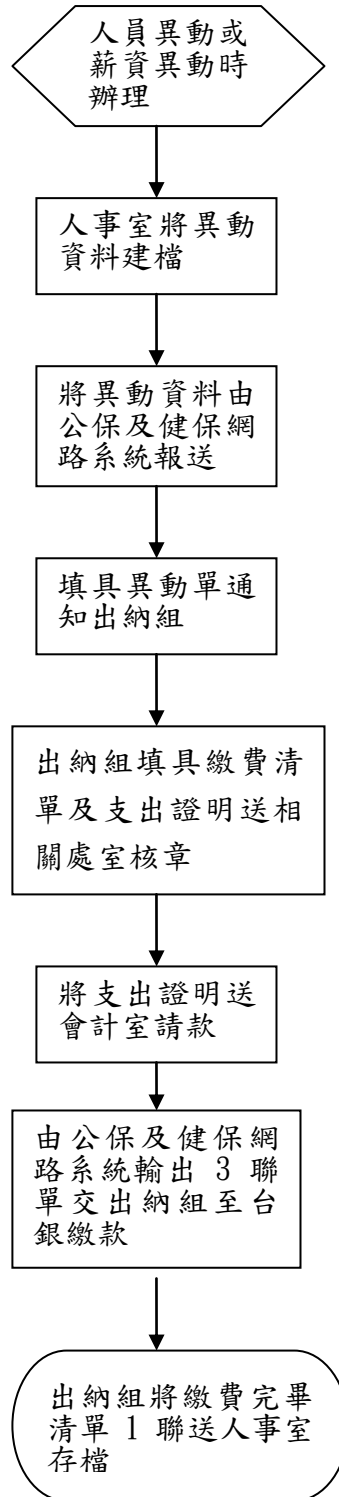 人員異動或
薪資異動時
辦理
人事室將異動
資料建檔
將異動資料由
公保及健保網
路系統報送
填具異動單通
知出納組
出納組填具繳費清
單及支出證明送相
關處室核章
將支出證明送
會計室請款
由公保及健保網
路系統輸出 3 聯
單交出納組至台
銀繳款
出納組將繳費完畢
清單 1 聯送人事室
存檔